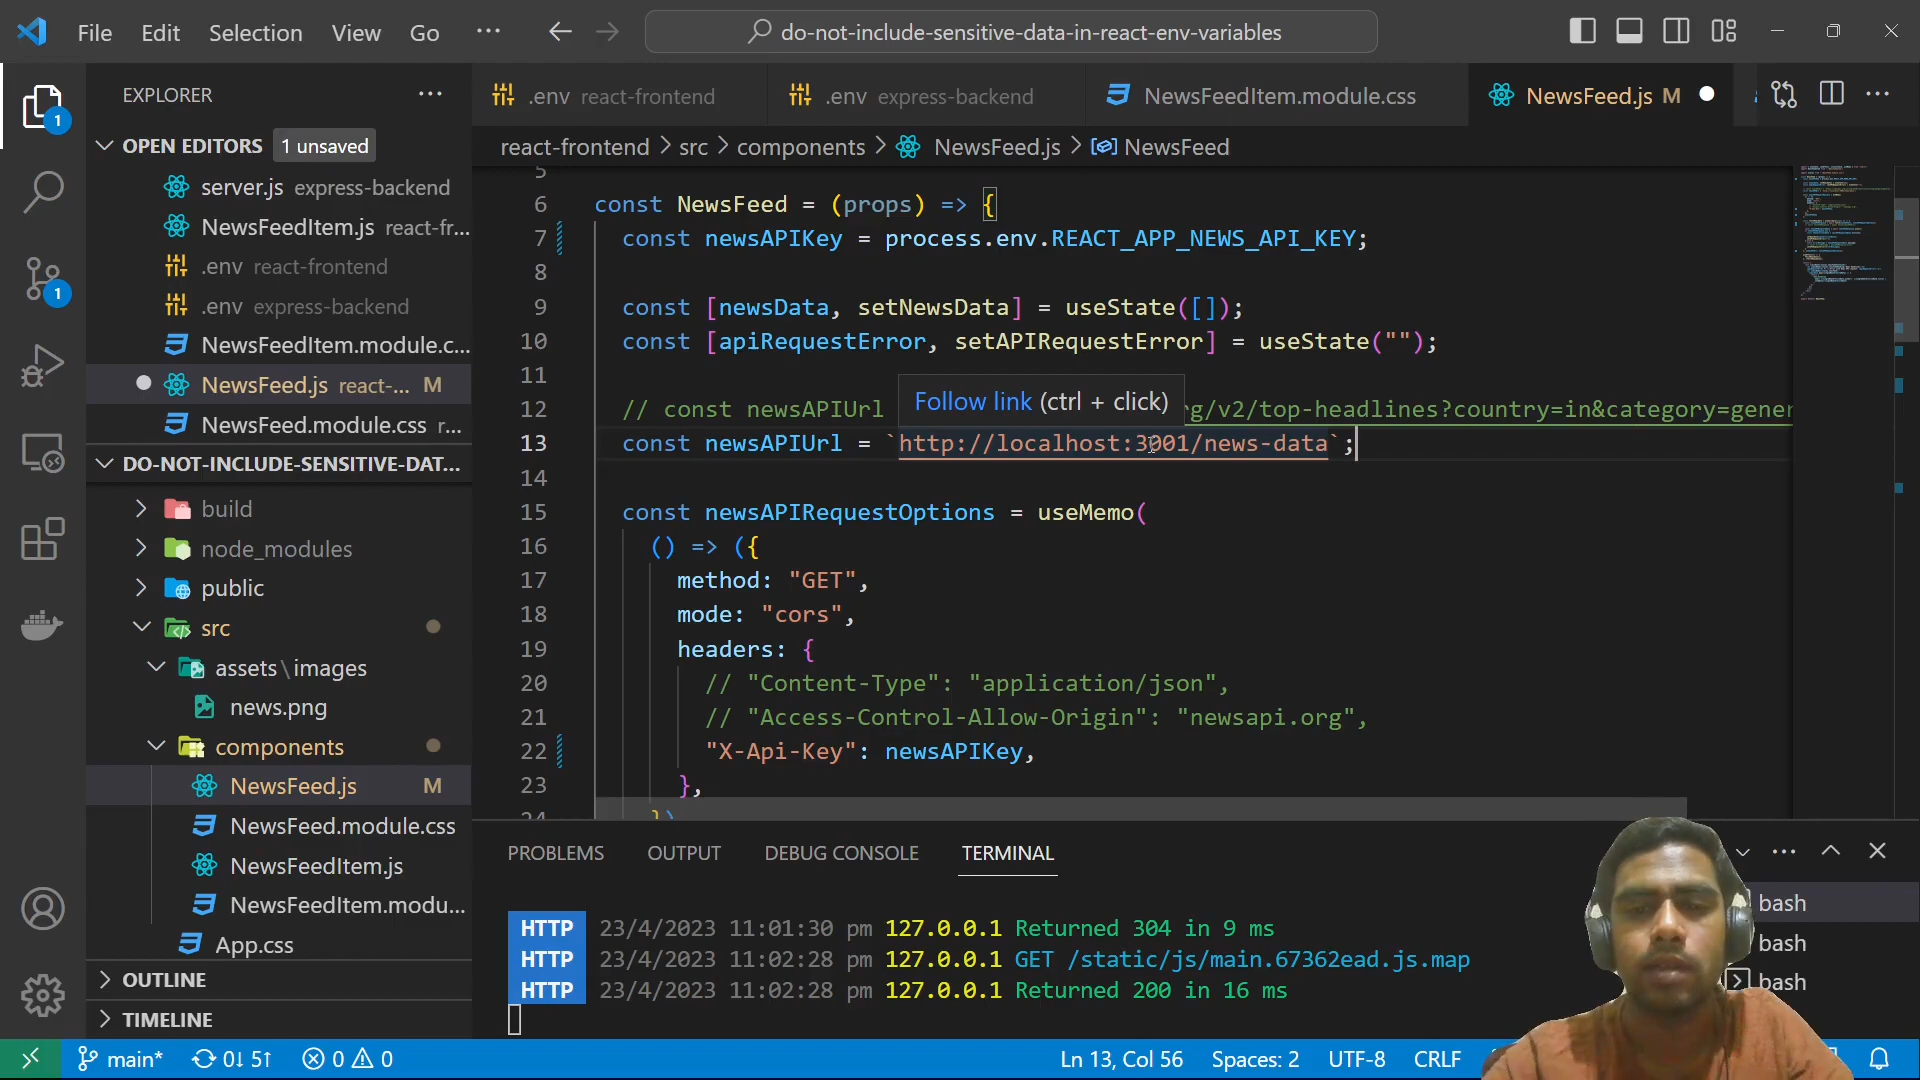 File Edit Selection View Go ··· do-not-include-sensitive-data-in-react-env-variables
EXPLORER
.env react-frontend
.env express-backend
NewsFeedItem.module.css
NewsFeed.js M
1
OPEN EDITORS 1 unsaved
server.js express-backend
NewsFeedItem.js react-fr...
.env react-frontend
.env express-backend
NewsFeedItem.module.c...
NewsFeed.js react-... M
NewsFeed.module.css r...
1
DO-NOT-INCLUDE-SENSITIVE-DAT...
build
node_modules
public
src
assets\images
news.png
components
NewsFeed.js M
NewsFeed.module.css
NewsFeedItem.js
NewsFeedItem.modu...
App.css
OUTLINE
TIMELINE
react-frontend > src > components > NewsFeed.js > NewsFeed
5
6 const NewsFeed = (props) => {
7 const newsAPIKey = process.env.REACT_APP_NEWS_API_KEY;
8
9 const [newsData, setNewsData] = useState([]);
10 const [apiRequestError, setAPIRequestError] = useState("");
11
Follow link (ctrl + click)
12 // const newsAPIUrl rg/v2/top-headlines?country=in&category=gener
13 const newsAPIUrl = `http://localhost:3001/news-data`;
14
15 const newsAPIRequestOptions = useMemo(
16 () => ({
17 method: "GET",
18 mode: "cors",
19 headers: {
20 // "Content-Type": "application/json",
21 // "Access-Control-Allow-Origin": "newsapi.org",
22 "X-Api-Key": newsAPIKey,
23 },
24 })
PROBLEMS OUTPUT DEBUG CONSOLE TERMINAL
HTTP 23/4/2023 11:01:30 pm 127.0.0.1 Returned 304 in 9 ms
HTTP 23/4/2023 11:02:28 pm 127.0.0.1 GET /static/js/main.67362ead.js.map
HTTP 23/4/2023 11:02:28 pm 127.0.0.1 Returned 200 in 16 ms
bash
bash
bash
main* 0↓ 5↑ 0 0 Ln 13, Col 56 Spaces: 2 UTF-8 CRLF